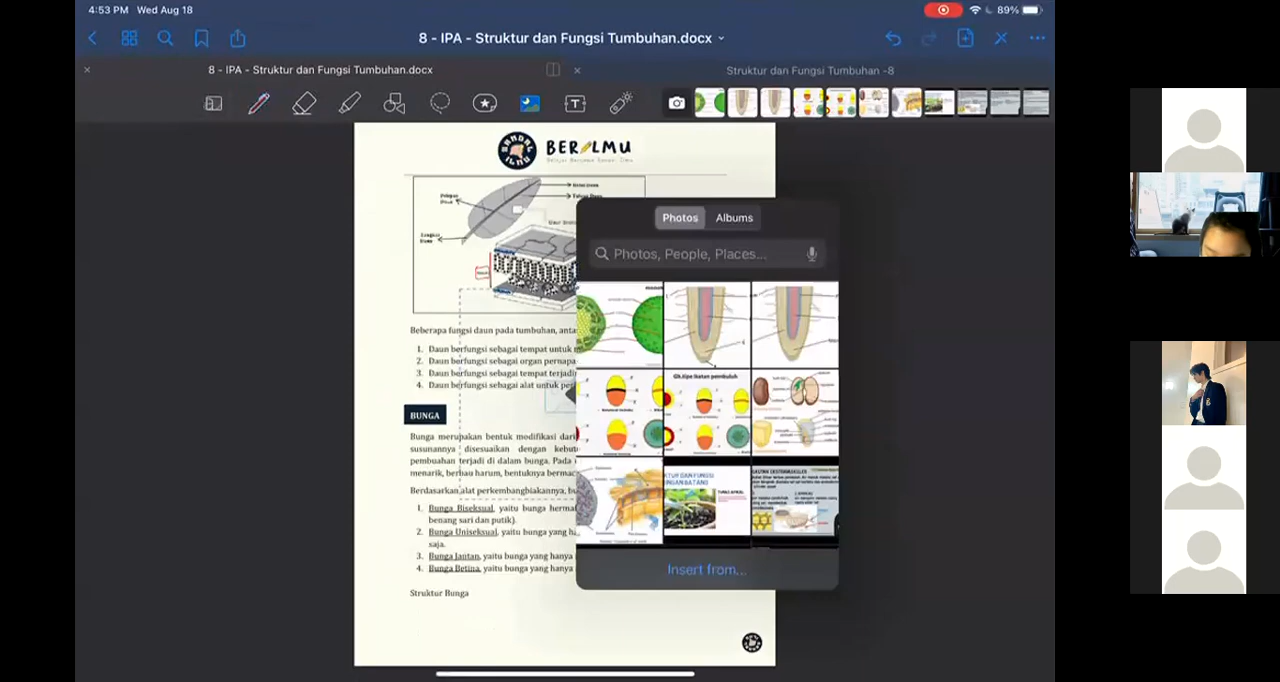 4:53 PM Wed Aug 18
89%
8 - IPA - Struktur dan Fungsi Tumbuhan.docx
8 - IPA - Struktur dan Fungsi Tumbuhan.docx
Struktur dan Fungsi Tumbuhan -8
BERILMU
Photos
Albums
Photos, People, Places...
Gb.tipe ikatan pembuluh
Insert from...
Beberapa fungsi daun pada tumbuhan, anta
1. Daun berfungsi sebagai tempat untuk
2. Daun berfungsi sebagai organ pernapa
3. Daun berfungsi sebagai tempat terjadi
4. Daun berfungsi sebagai alat untuk per
BUNGA
Bunga merupakan bentuk modifikasi dari
susunannya disesuaikan dengan kebut
pembuahan terjadi di dalam bunga. Pada
menarik, berbau harum, bentuknya bermac
Berdasarkan alat perkembangbiakannya, bu
1. Bunga Biseksual, yaitu bunga herma
benang sari dan putik).
2. Bunga Uniseksual, yaitu bunga yang h
saja.
3. Bunga Jantan, yaitu bunga yang hanya
4. Bunga Betina, yaitu bunga yang hanya
Struktur Bunga